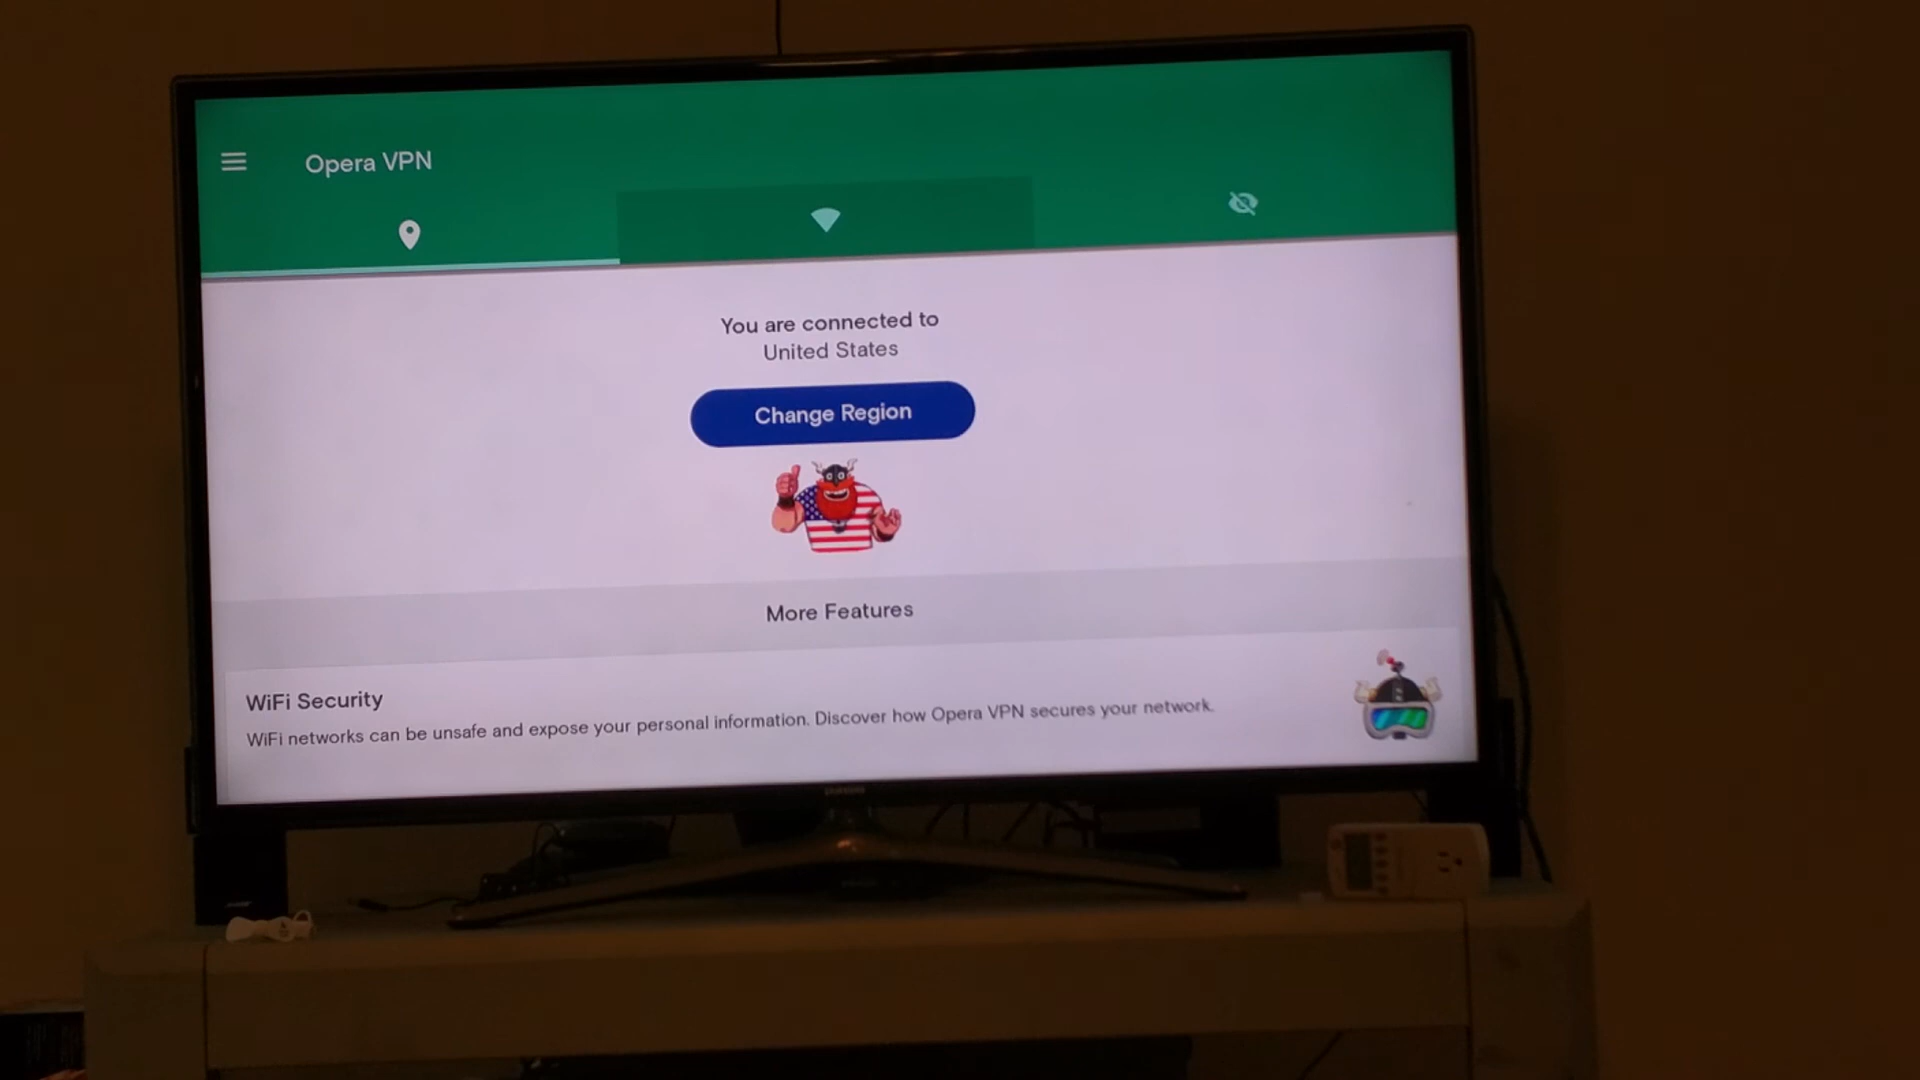 Opera VPN
You are connected to
United States
Change Region
More Features
WiFi Security
WiFi networks can be unsafe and expose your personal information. Discover how Opera VPN secures your network.
SAMSUNG